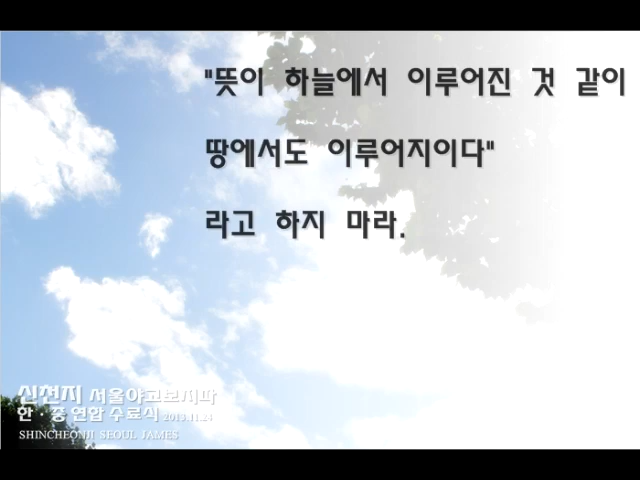 "뜻이 하늘에서 이루어진 것 같이
땅에서도 이루어지이다"
라고 하지 마라.
신천지 서울야고보지파
한·중 연합 수료식 2013.11.24
SHINCHEONJI SEOUL JAMES